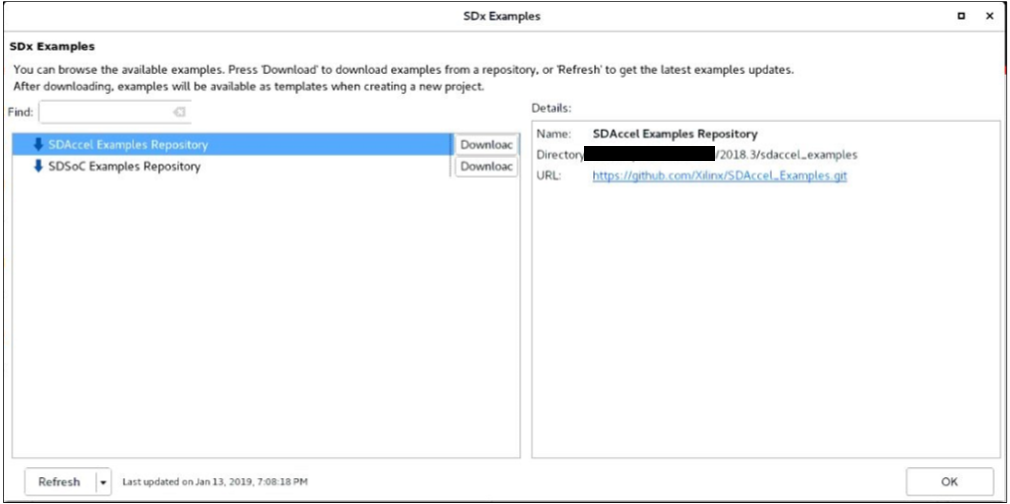 SDx Examples
SDx Examples
You can browse the available examples. Press 'Download' to download examples from a repository, or 'Refresh' to get the latest examples updates.
After downloading, examples will be available as templates when creating a new project.
Find:
Details:
SDAccel Examples Repository Downloac
SDSoC Examples Repository Downloac
Name: SDAccel Examples Repository
Directory /2018.3/sdaccel_examples
URL: https://github.com/Xilinx/SDAccel_Examples.git
Refresh Last updated on Jan 13, 2019, 7:08:18 PM OK